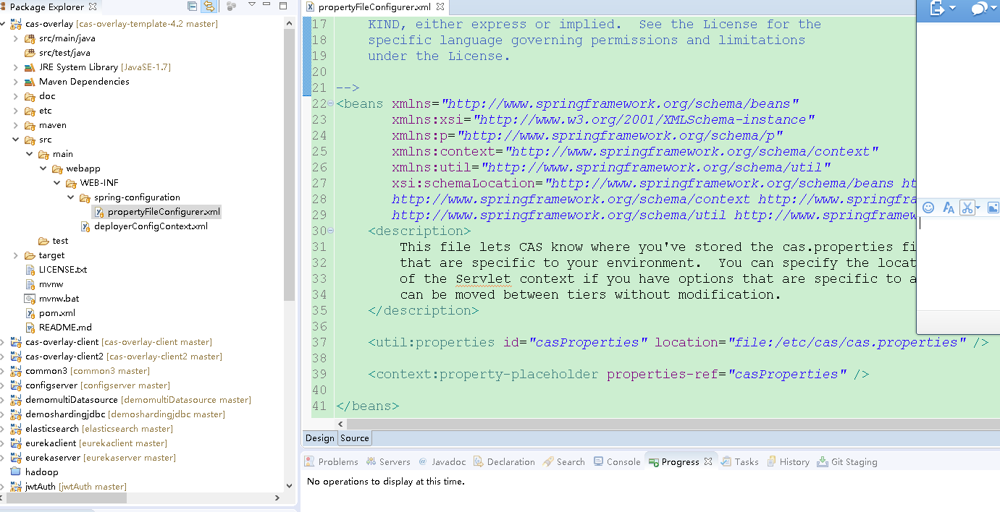 Package Explorer
cas-overlay [cas-overlay-template-4.2 master]
src/main/java
src/test/java
JRE System Library [JavaSE-1.7]
Maven Dependencies
doc
etc
maven
src
main
webapp
WEB-INF
spring-configuration
propertyFileConfigurer.xml
deployerConfigContext.xml
test
target
LICENSE.txt
mvnw
mvnw.bat
pom.xml
README.md
cas-overlay-client [cas-overlay-client master]
cas-overlay-client2 [cas-overlay-client2 master]
common3 [common3 master]
configserver [configserver master]
demomultiDatasource [demomultiDatasource master]
demoshardingjdbc [demoshardingjdbc master]
elasticsearch [elasticsearch master]
eurekaclient [eurekaclient master]
eurekaserver [eurekaserver master]
hadoop
jwtAuth [jwtAuth master]
propertyFileConfigurer.xml
17 KIND, either express or implied.  See the License for the
18 specific language governing permissions and limitations
19 under the License.
20
21 -->
22 <beans xmlns="http://www.springframework.org/schema/beans"
23 xmlns:xsi="http://www.w3.org/2001/XMLSchema-instance"
24 xmlns:p="http://www.springframework.org/schema/p"
25 xmlns:context="http://www.springframework.org/schema/context"
26 xmlns:util="http://www.springframework.org/schema/util"
27 xsi:schemaLocation="http://www.springframework.org/schema/beans ht
28 http://www.springframework.org/schema/context http://www.springfra
29 http://www.springframework.org/schema/util http://www.springframew
30 <description>
31 This file lets CAS know where you've stored the cas.properties fi
32 that are specific to your environment.  You can specify the locat
33 of the Servlet context if you have options that are specific to a
34 can be moved between tiers without modification.
35 </description>
36
37 <util:properties id="casProperties" location="file:/etc/cas/cas.properties" />
38
39 <context:property-placeholder properties-ref="casProperties" />
40
41 </beans>
Design Source
Problems Servers Javadoc Declaration Search Console Progress Tasks History Git Staging
No operations to display at this time.